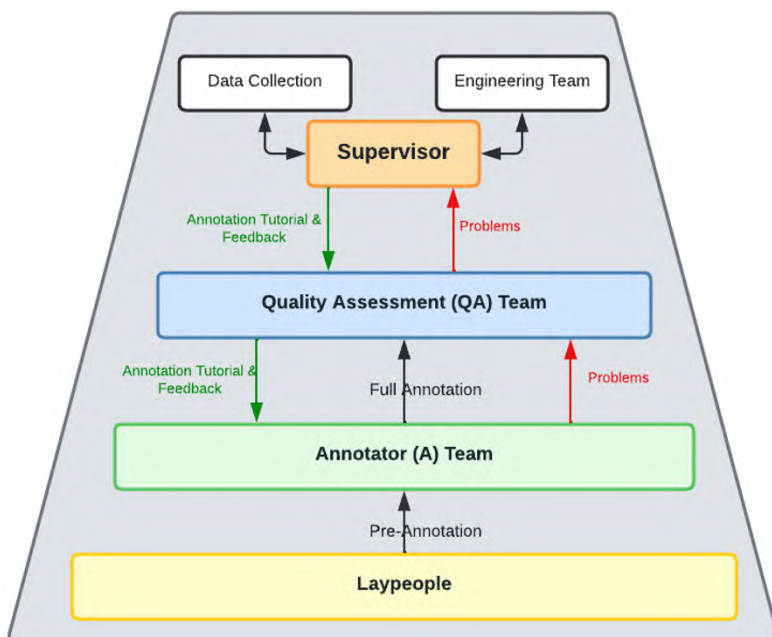 Data Collection
Engineering Team
Supervisor
Annotation Tutorial &
Feedback
Problems
Quality Assessment (QA) Team
Annotation Tutorial &
Feedback
Full Annotation
Problems
Annotator (A) Team
Pre-Annotation
Laypeople